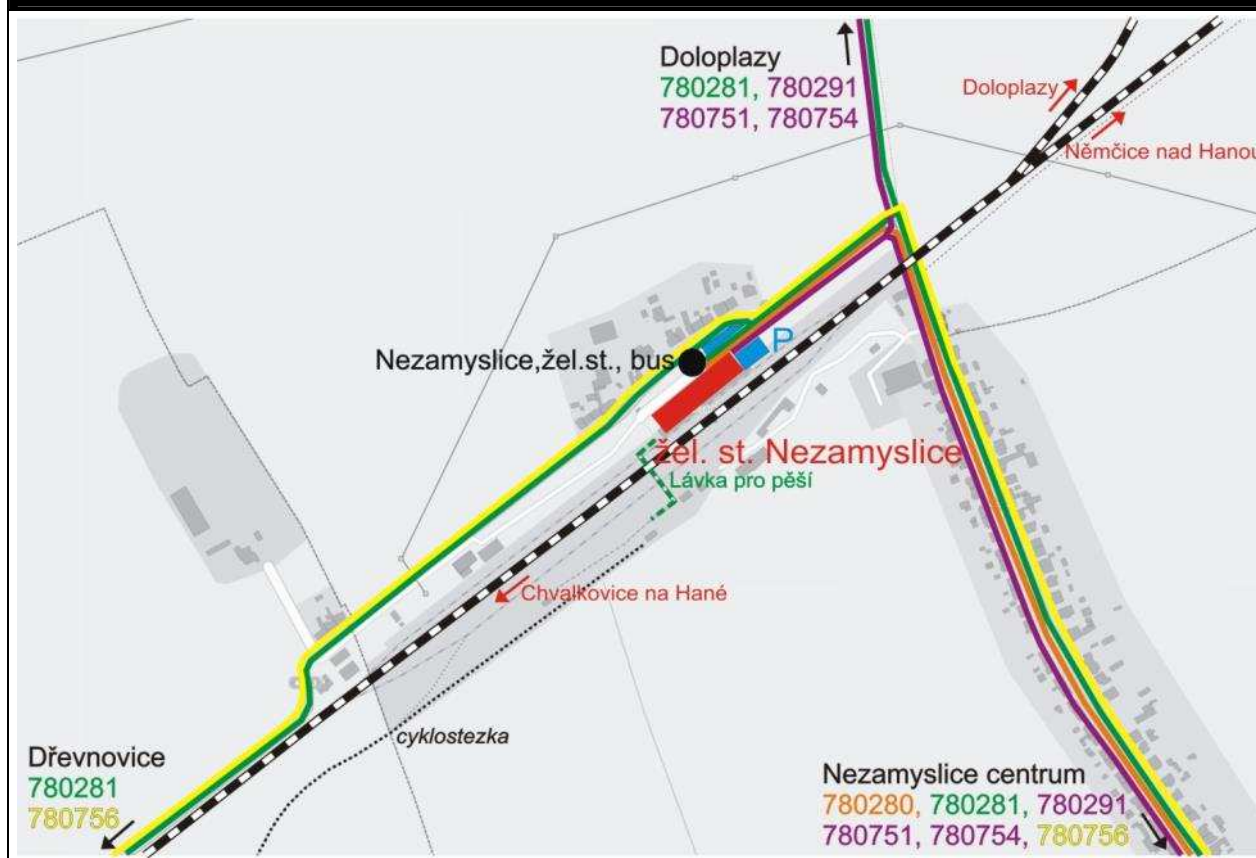 Doloplazy
780281, 780291
780751, 780754
Doloplazy
Němčice nad Hanou
Nezamyslice,žel.st., bus
P
žel. st. Nezamyslice
Lávka pro pěší
Chvalkovice na Hané
cyklostezka
Dřevnovice
780281
780756
Nezamyslice centrum
780280, 780281, 780291
780751, 780754, 780756